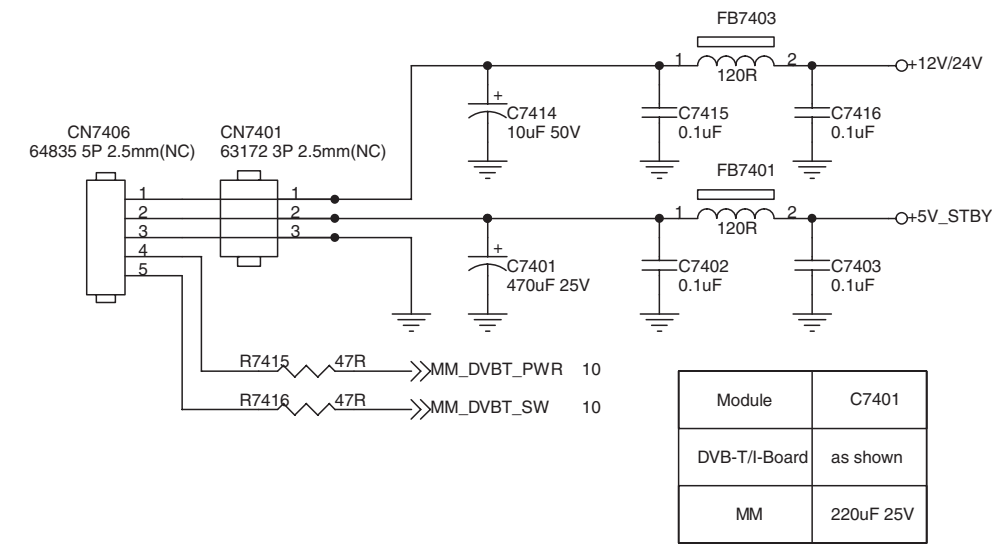 FB7403
1 2
120R
+12V/24V
+
C7414
10uF 50V
C7415
0.1uF
C7416
0.1uF
CN7406
64835 5P 2.5mm(NC)
CN7401
63172 3P 2.5mm(NC)
FB7401
1 1
2 2
3 3
4
5
1 2
120R
+5V_STBY
+
C7401
470uF 25V
C7402
0.1uF
C7403
0.1uF
R7415 47R MM_DVBT_PWR 10
R7416 47R MM_DVBT_SW 10
Module C7401
DVB-T/I-Board as shown
MM 220uF 25V